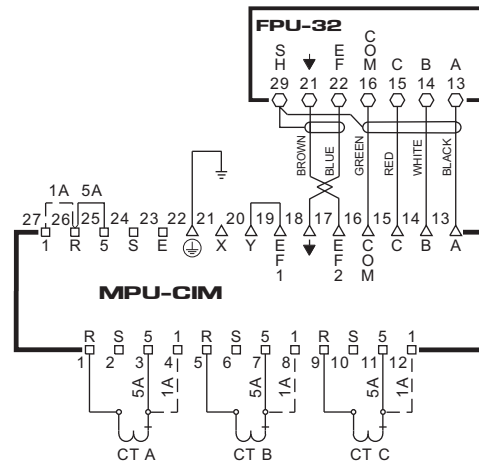 FPU-32
SH EF COM C B A
29 21 22 16 15 14 13
BROWN BLUE GREEN RED WHITE BLACK
1A 5A
27 26 25 24 23 22 21 20 19 18 17 16 15 14 13
1 R 5 S E X Y EF1 EF2 COM C B A
MPU-CIM
R S 5 1 R S 5 1 R S 5 1
1 2 3 4 5 6 7 8 9 10 11 12
5A 1A 5A 1A 5A 1A
CT A CT B CT C